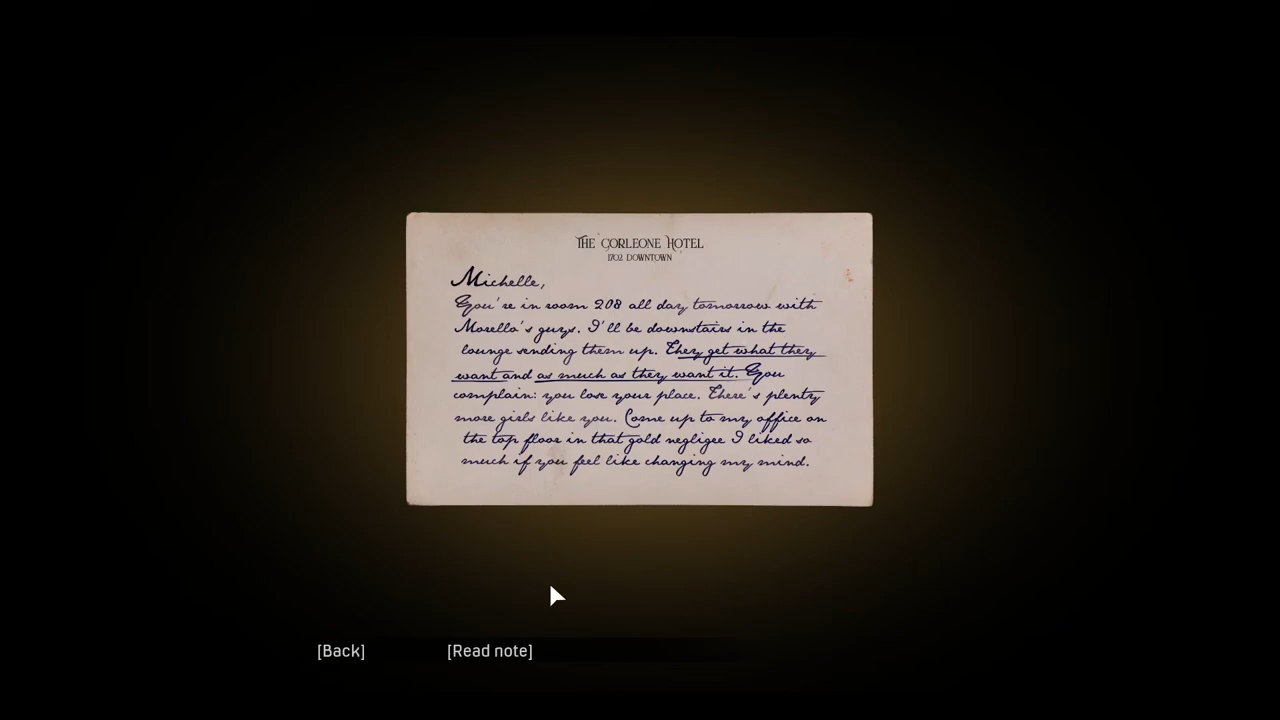 THE CORLEONE HOTEL
1702 DOWNTOWN
Michelle,
You're in room 208 all day tomorrow with
Morello's guys. I'll be downstairs in the
lounge sending them up. They get what they
want and as much as they want it. You
complain: you lose your place. There's plenty
more girls like you. Come up to my office on
the top floor in that gold negligee I liked so
much if you feel like changing my mind.
[Back] [Read note]